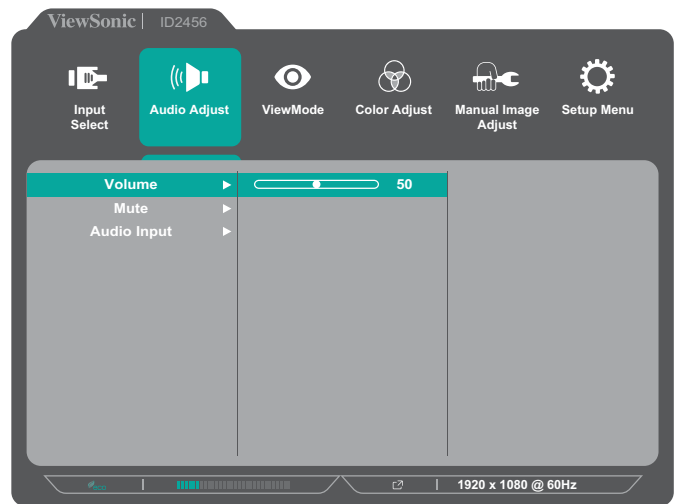 ViewSonic | ID2456
Input Select
Audio Adjust
ViewMode
Color Adjust
Manual Image Adjust
Setup Menu
Volume 50
Mute
Audio Input
1920 x 1080 @ 60Hz